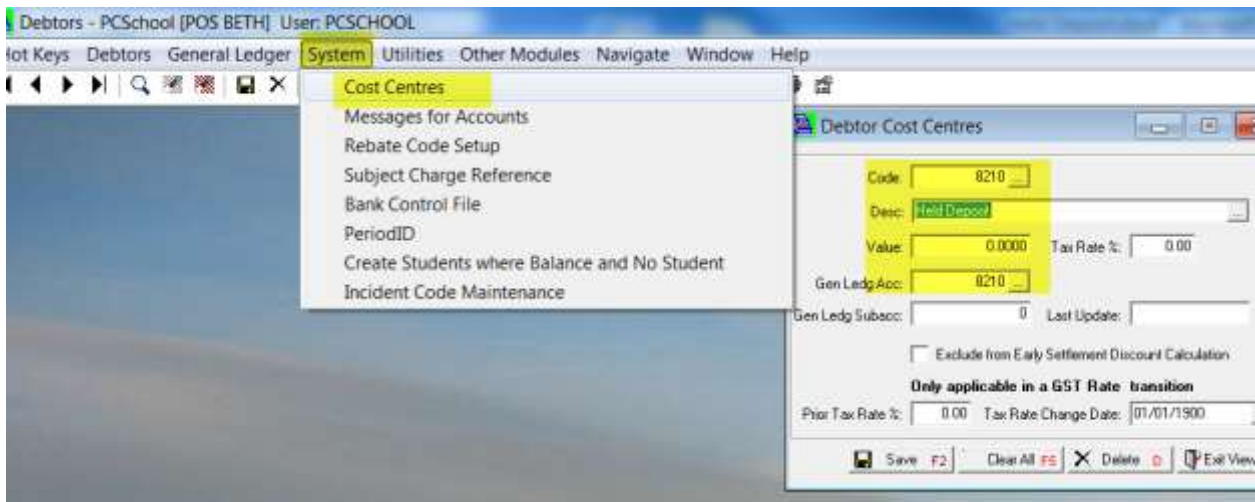 Debtors - PCSchool [POS BETH] User: PCSCHOOL
Hot Keys Debtors General Ledger System Utilities Other Modules Navigate Window Help
Cost Centres
Messages for Accounts
Rebate Code Setup
Subject Charge Reference
Bank Control File
PeriodID
Create Students where Balance and No Student
Incident Code Maintenance
Debtor Cost Centres
Code: 8210 ...
Desc: Held Deposit ...
Value: 0.0000 Tax Rate %: 0.00
Gen Ledg Acc: 8210 ...
Gen Ledg Subacc: 0 Last Update:
Exclude from Early Settlement Discount Calculation
Only applicable in a GST Rate transition
Prior Tax Rate %: 0.00 Tax Rate Change Date: 01/01/1900
Save F2 Clear All F5 Delete D Exit View